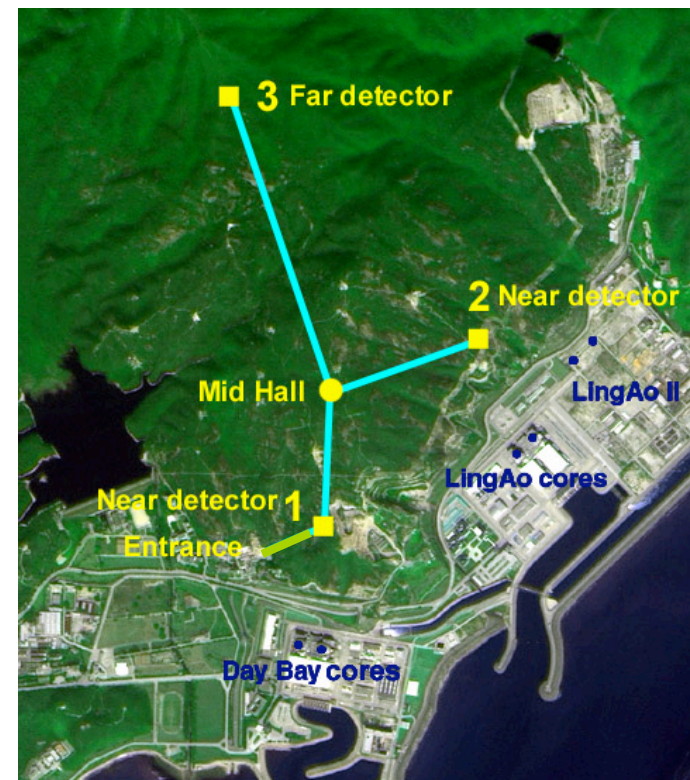 3 Far detector
2 Near detector
Mid Hall
LingAo II
LingAo cores
Near detector 1
Entrance
Day Bay cores